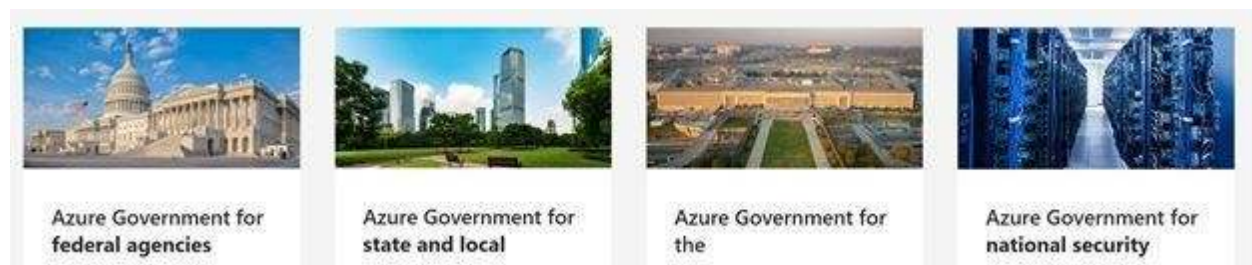 Azure Government for
federal agencies
Azure Government for
state and local
Azure Government for
the
Azure Government for
national security